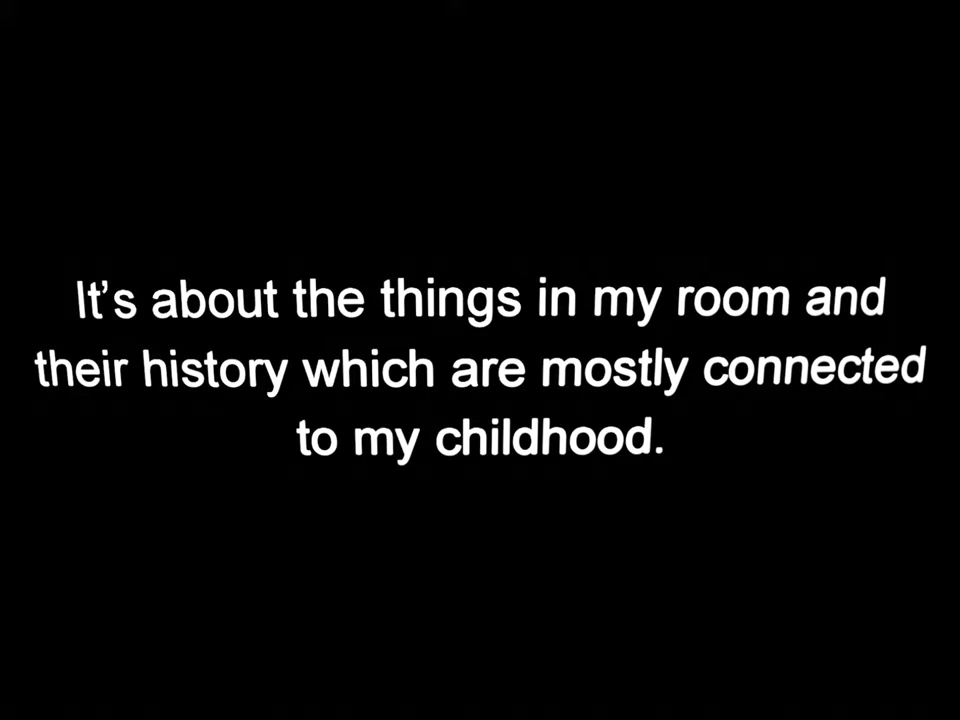 It’s about the things in my room and
their history which are mostly connected
to my childhood.